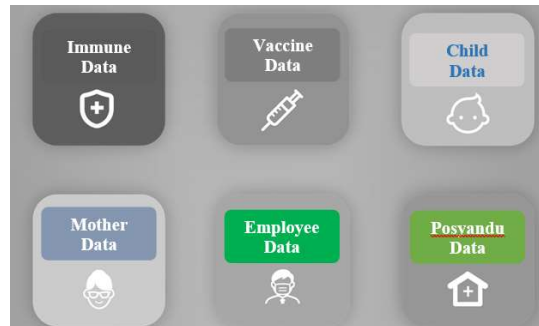 Immune
Data
Vaccine
Data
Child
Data
Mother
Data
Employee
Data
Posyandu
Data